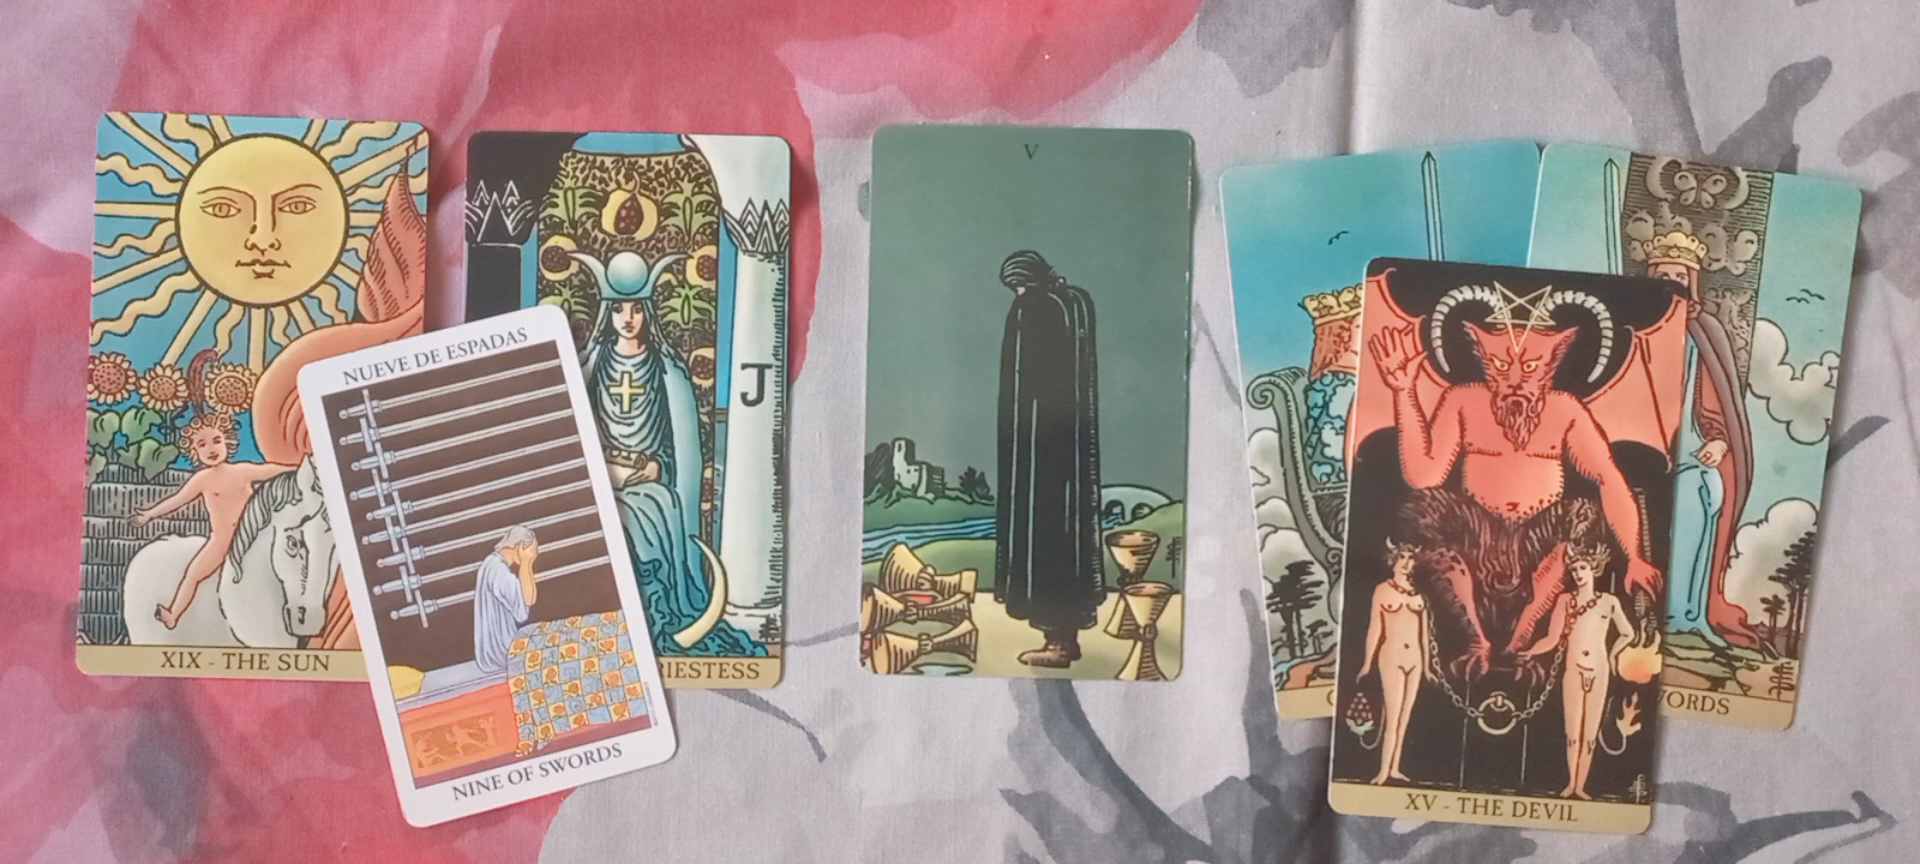 XIX - THE SUN
J
RIESTESS
NUEVE DE ESPADAS
NINE OF SWORDS
V
ORDS
XV - THE DEVIL